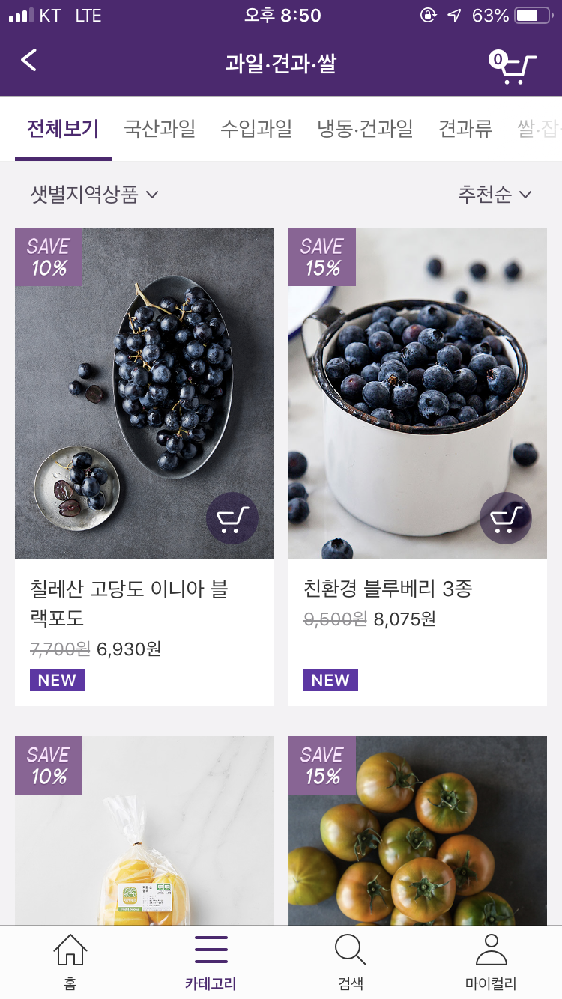 KT LTE 오후 8:50 63%
과일·견과·쌀 0
전체보기 국산과일 수입과일 냉동·건과일 견과류 쌀·잡
샛별지역상품 추천순
SAVE
10%
SAVE
15%
칠레산 고당도 이니아 블
랙포도
7,700원 6,930원
NEW
친환경 블루베리 3종
9,500원 8,075원
NEW
SAVE
10%
SAVE
15%
홈 카테고리 검색 마이컬리